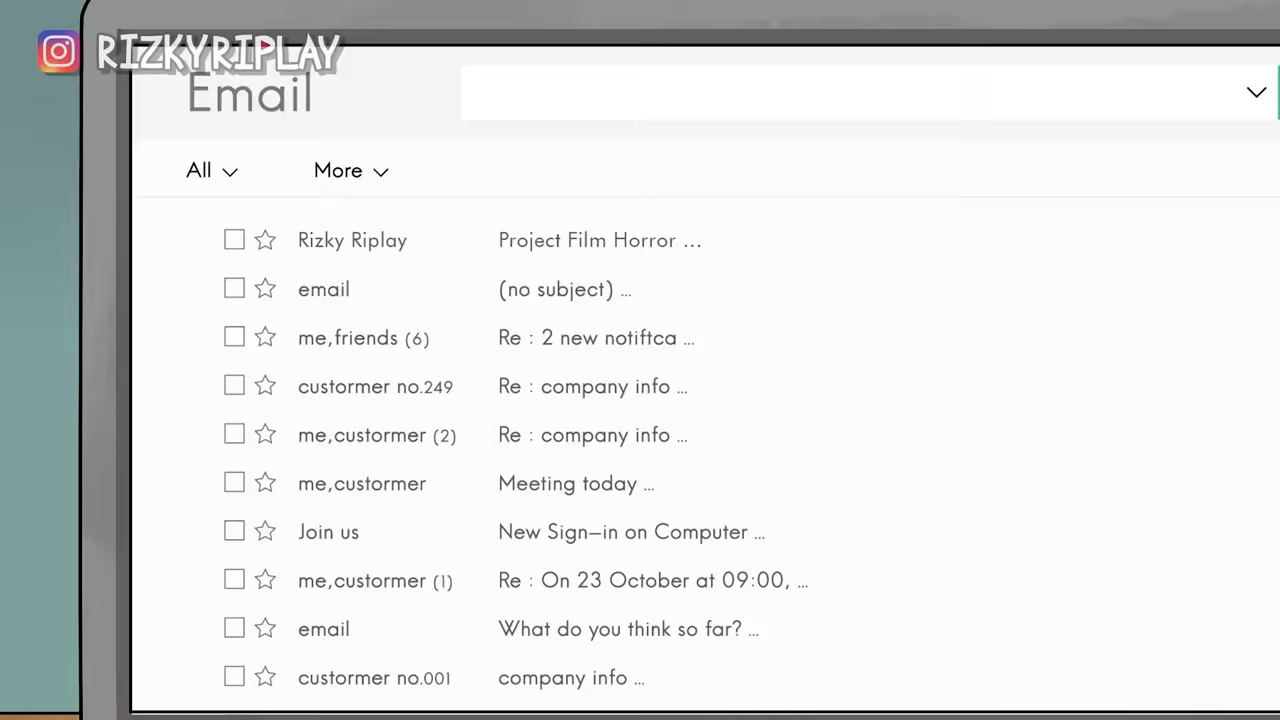 RIZKYRIPLAY
Email
All More
Rizky Riplay Project Film Horror ...
email (no subject) ...
me,friends (6) Re : 2 new notiftca ...
custormer no.249 Re : company info ...
me,custormer (2) Re : company info ...
me,custormer Meeting today ...
Join us New Sign–in on Computer ...
me,custormer (1) Re : On 23 October at 09:00, ...
email What do you think so far? ...
custormer no.001 company info ...